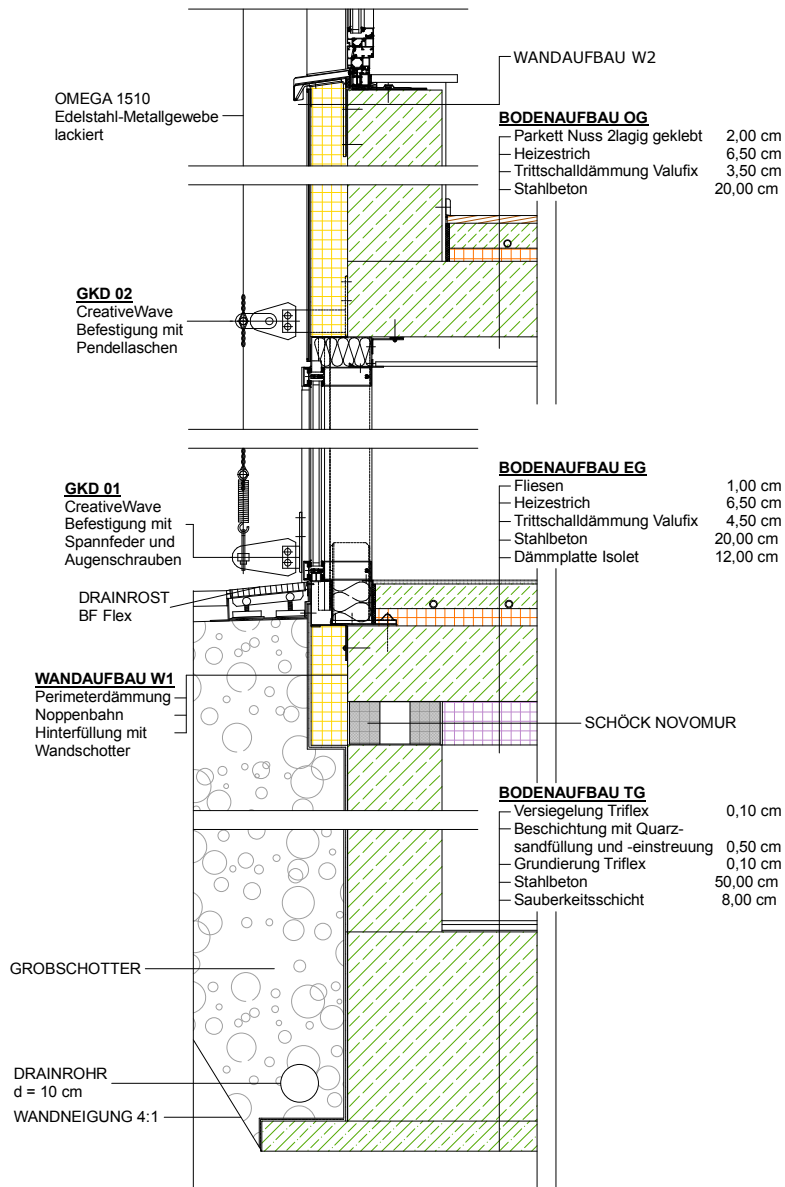 WANDAUFBAU W2
OMEGA 1510
Edelstahl-Metallgewebe
lackiert
BODENAUFBAU OG
Parkett Nuss 2lagig geklebt 2,00 cm
Heizestrich 6,50 cm
Trittschalldämmung Valufix 3,50 cm
Stahlbeton 20,00 cm
GKD 02
CreativeWave
Befestigung mit
Pendellaschen
BODENAUFBAU EG
Fliesen 1,00 cm
Heizestrich 6,50 cm
Trittschalldämmung Valufix 4,50 cm
Stahlbeton 20,00 cm
Dämmplatte Isolet 12,00 cm
GKD 01
CreativeWave
Befestigung mit
Spannfeder und
Augenschrauben
DRAINROST
BF Flex
WANDAUFBAU W1
Perimeterdämmung
Noppenbahn
Hinterfüllung mit
Wandschotter
SCHÖCK NOVOMUR
BODENAUFBAU TG
Versiegelung Triflex 0,10 cm
Beschichtung mit Quarz-
sandfüllung und -einstreuung 0,50 cm
Grundierung Triflex 0,10 cm
Stahlbeton 50,00 cm
Sauberkeitsschicht 8,00 cm
GROBSCHOTTER
DRAINROHR
d = 10 cm
WANDNEIGUNG 4:1